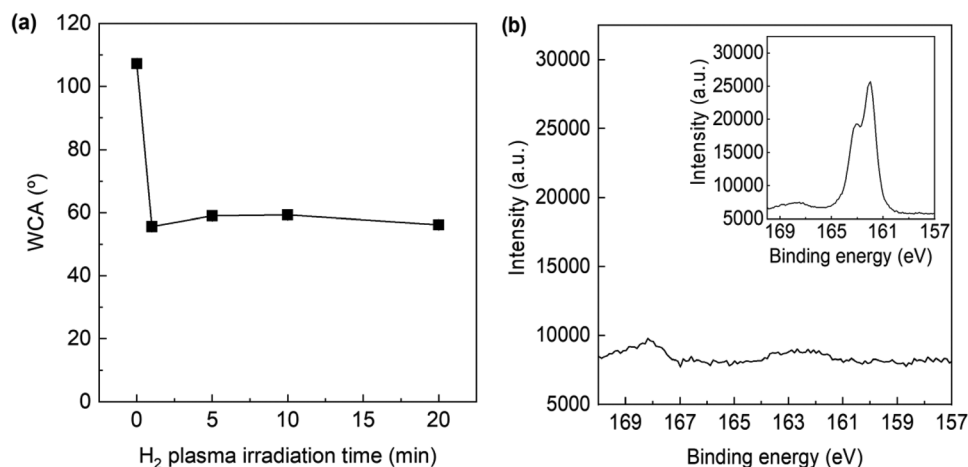 (a)
120
100
80
60
40
20
0
WCA (º)
0 5 10 15 20
H₂ plasma irradiation time (min)
(b)
30000
25000
20000
15000
10000
5000
Intensity (a.u.)
169 167 165 163 161 159 157
Binding energy (eV)
30000
25000
20000
15000
10000
5000
Intensity (a.u.)
169 165 161 157
Binding energy (eV)